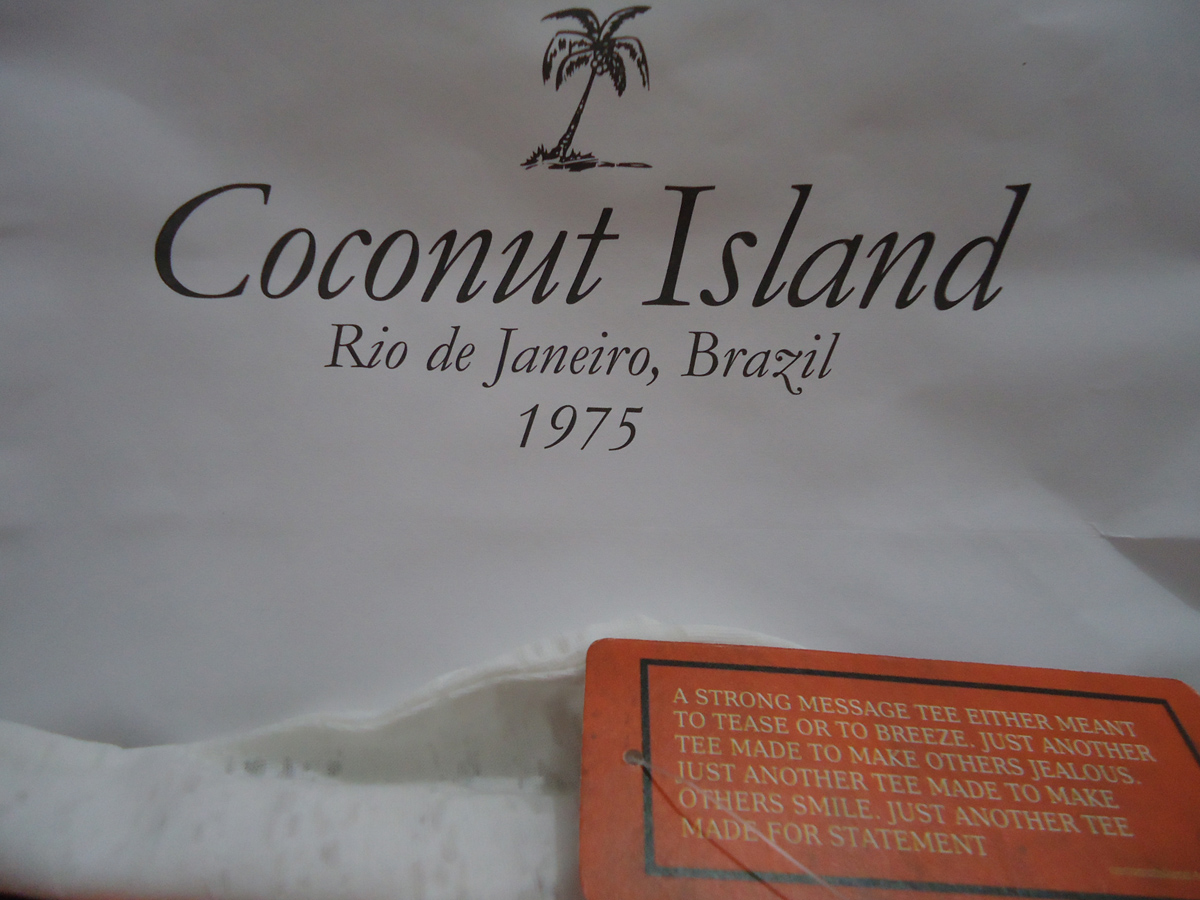 Coconut Island
Rio de Janeiro, Brazil
1975
A STRONG MESSAGE TEE EITHER MEANT
TO TEASE OR TO BREEZE. JUST ANOTHER
TEE MADE TO MAKE OTHERS JEALOUS.
JUST ANOTHER TEE MADE TO MAKE
OTHERS SMILE. JUST ANOTHER TEE
MADE FOR STATEMENT